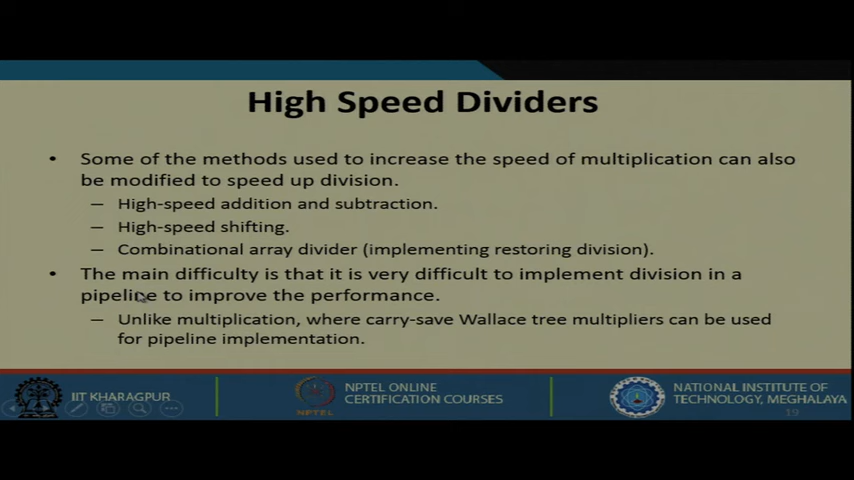 High Speed Dividers
• Some of the methods used to increase the speed of multiplication can also
be modified to speed up division.
– High-speed addition and subtraction.
– High-speed shifting.
– Combinational array divider (implementing restoring division).
• The main difficulty is that it is very difficult to implement division in a
pipeline to improve the performance.
– Unlike multiplication, where carry-save Wallace tree multipliers can be used
for pipeline implementation.
IIT KHARAGPUR
NPTEL
NPTEL ONLINE
CERTIFICATION COURSES
NATIONAL INSTITUTE OF
TECHNOLOGY, MEGHALAYA
19